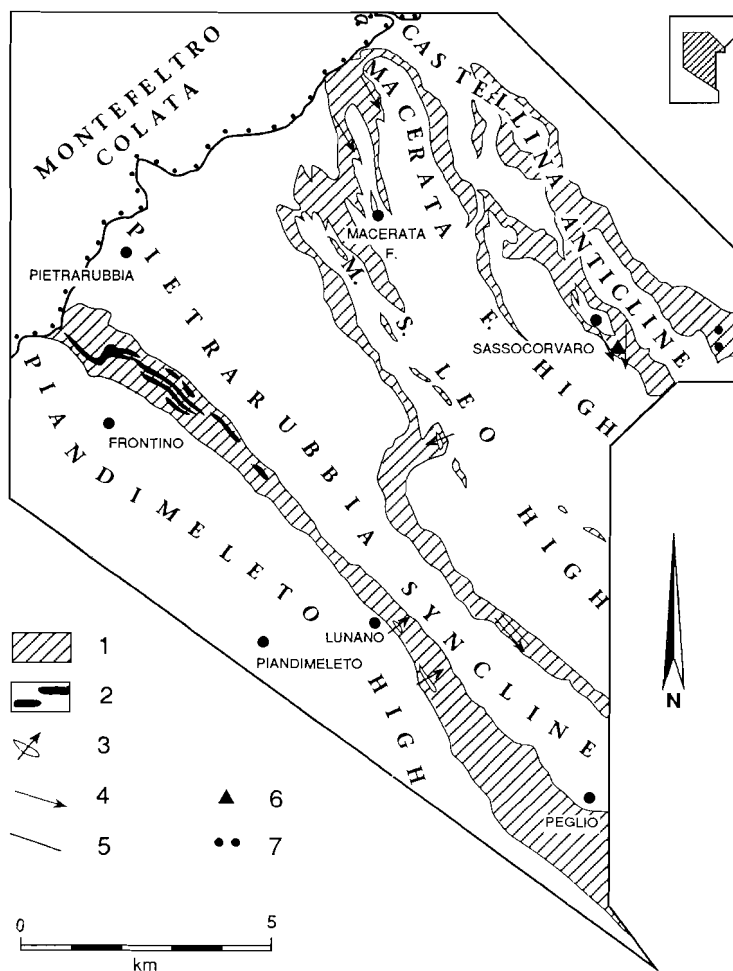 MONTEFELTRO
COLATA
CASTELLINA ANTICLINE
MACERATA F. HIGH
MACERATA
F.
M. S. LEO HIGH
PIETRARUBBIA
PIETRARUBBIA SYNCLINE
SASSOCORVARO
FRONTINO
PIANDIMELETO HIGH
LUNANO
PIANDIMELETO
PEGLIO
N
1
2
3
4
5
6
7
0 5
km